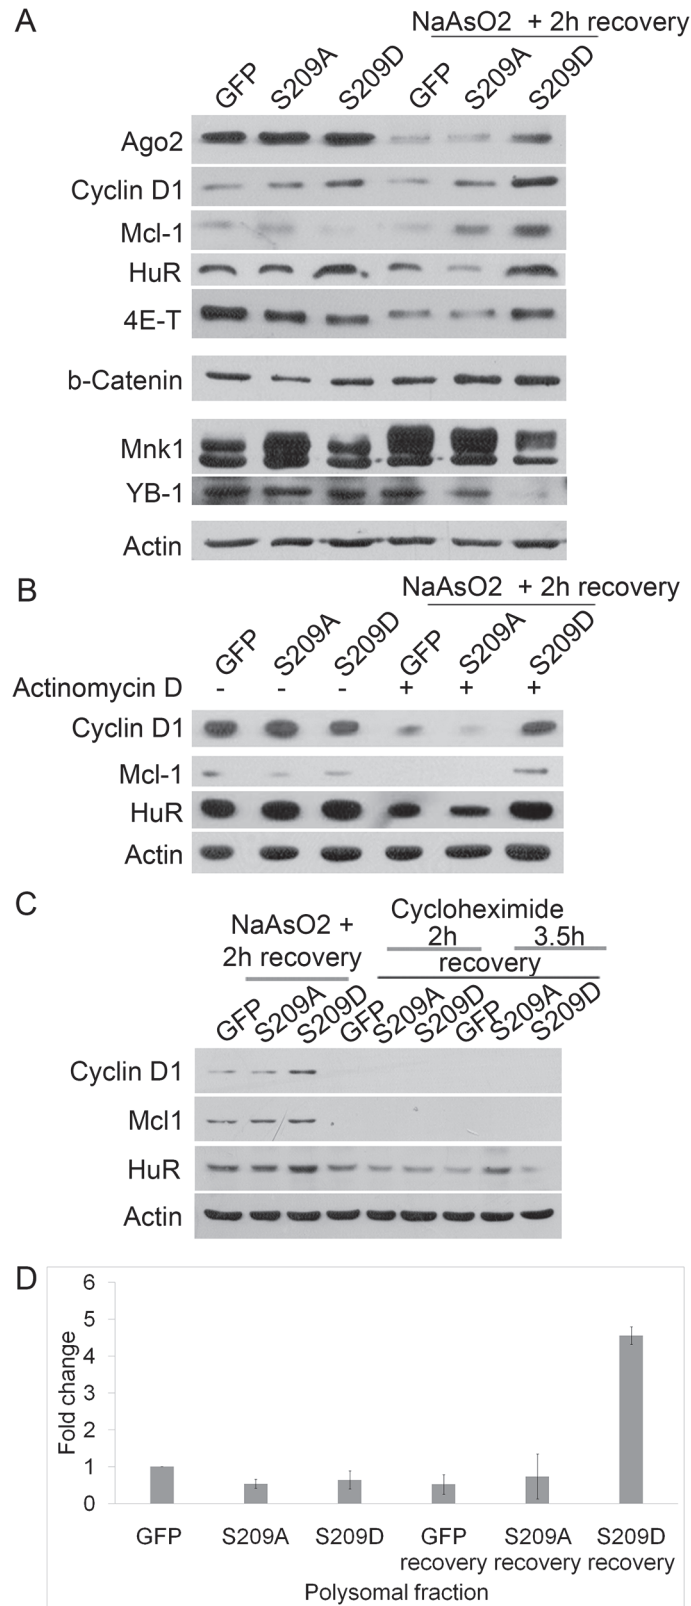 A
NaAsO2 + 2h recovery
GFP S209A S209D GFP S209A S209D
Ago2
Cyclin D1
Mcl-1
HuR
4E-T
b-Catenin
Mnk1
YB-1
Actin
B
NaAsO2 + 2h recovery
GFP S209A S209D GFP S209A S209D
Actinomycin D - - - + + +
Cyclin D1
Mcl-1
HuR
Actin
C
Cycloheximide
NaAsO2 +
2h 3.5h
2h recovery
recovery
GFP S209A S209D GFP S209A S209D GFP S209A S209D
Cyclin D1
Mcl1
HuR
Actin
D
6
5
4
3
2
1
0
Fold change
GFP S209A S209D GFP S209A S209D
recovery recovery recovery
Polysomal fraction